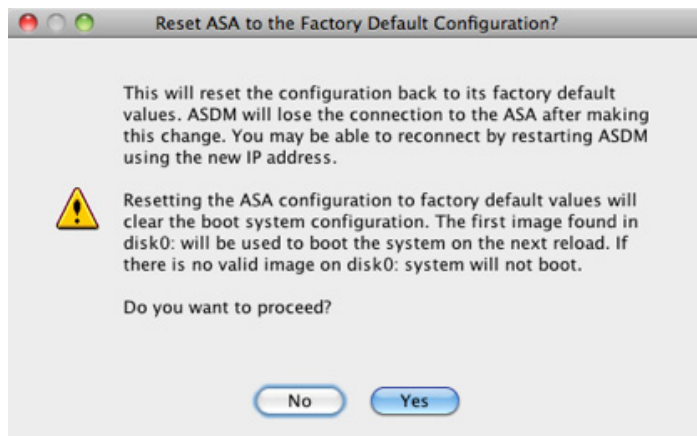 Reset ASA to the Factory Default Configuration?
This will reset the configuration back to its factory default
values. ASDM will lose the connection to the ASA after making
this change. You may be able to reconnect by restarting ASDM
using the new IP address.
Resetting the ASA configuration to factory default values will
clear the boot system configuration. The first image found in
disk0: will be used to boot the system on the next reload. If
there is no valid image on disk0: system will not boot.
Do you want to proceed?
No Yes